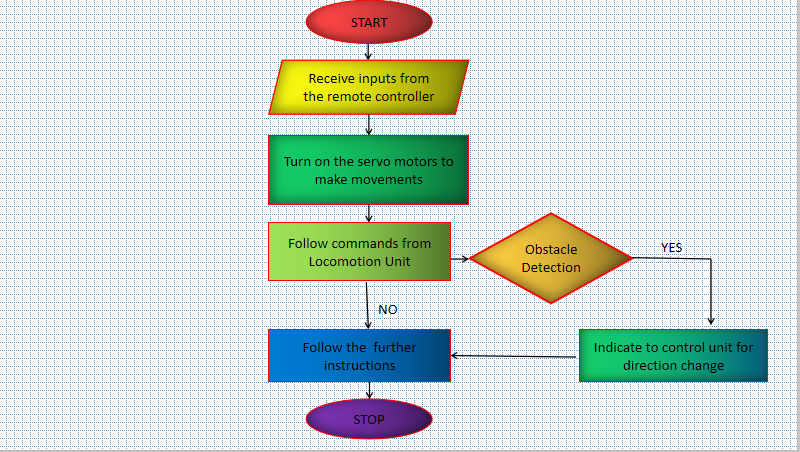 START
Receive inputs from
the remote controller
Turn on the servo motors to
make movements
Follow commands from
Locomotion Unit
Obstacle
Detection
YES
NO
Follow the  further
instructions
Indicate to control unit for
direction change
STOP